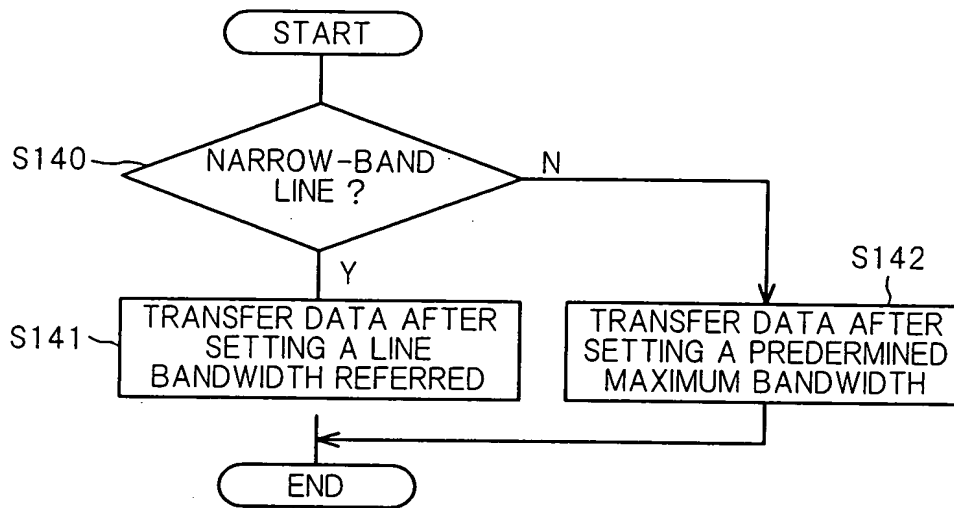 START
S140
NARROW-BAND
LINE ?
N
Y
S141
TRANSFER DATA AFTER
SETTING A LINE
BANDWIDTH REFERRED
S142
TRANSFER DATA AFTER
SETTING A PREDERMINED
MAXIMUM BANDWIDTH
END